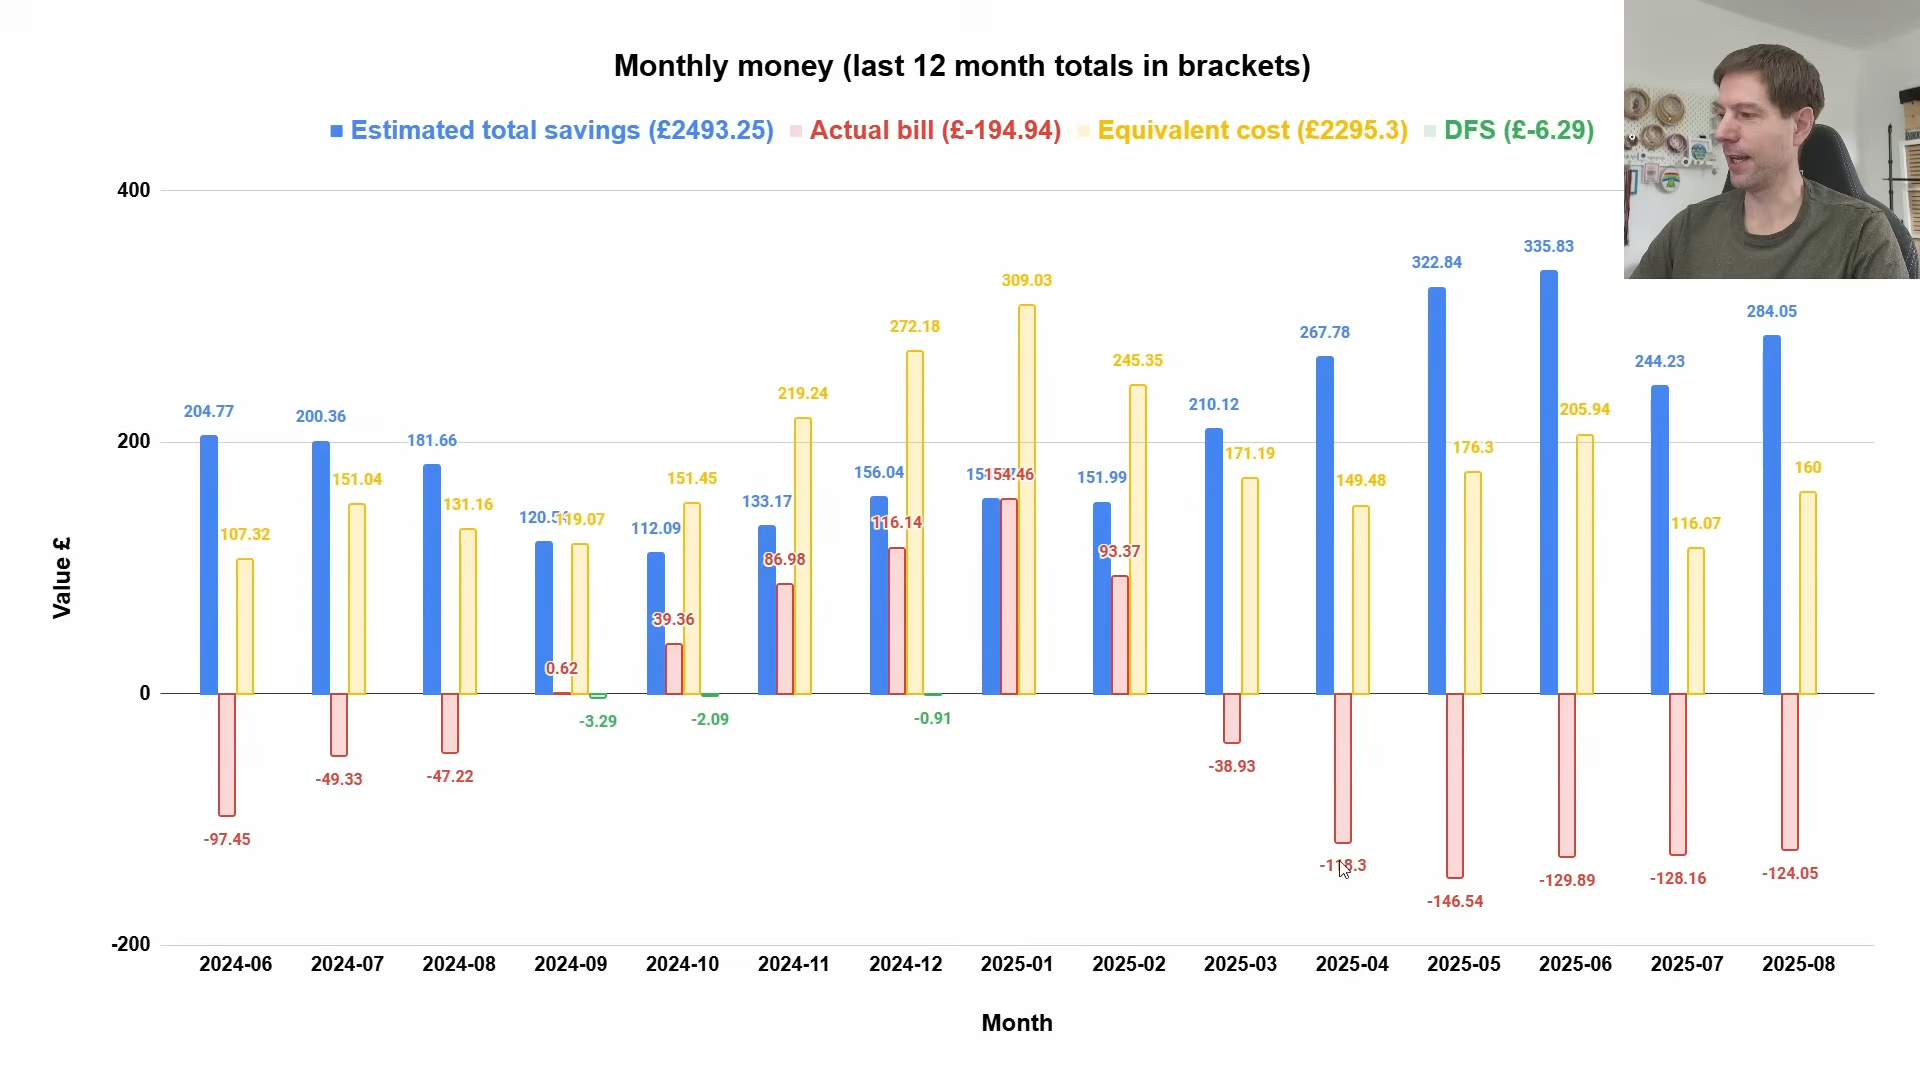 Monthly money (last 12 month totals in brackets)
Estimated total savings (£2493.25) Actual bill (£-194.94) Equivalent cost (£2295.3) DFS (£-6.29)
Value £
400
200
0
-200
204.77 -97.45 107.32
200.36 -49.33 151.04
181.66 -47.22 131.16
0.62 119.07 -3.29
112.09 39.36 151.45 -2.09
133.17 86.98 219.24
156.04 116.14 272.18 -0.91
154.46 309.03
151.99 93.37 245.35
210.12 -38.93 171.19
267.78 -118.3 149.48
322.84 -146.54 176.3
335.83 -129.89 205.94
244.23 -128.16 116.07
284.05 -124.05 160
2024-06 2024-07 2024-08 2024-09 2024-10 2024-11 2024-12 2025-01 2025-02 2025-03 2025-04 2025-05 2025-06 2025-07 2025-08
Month